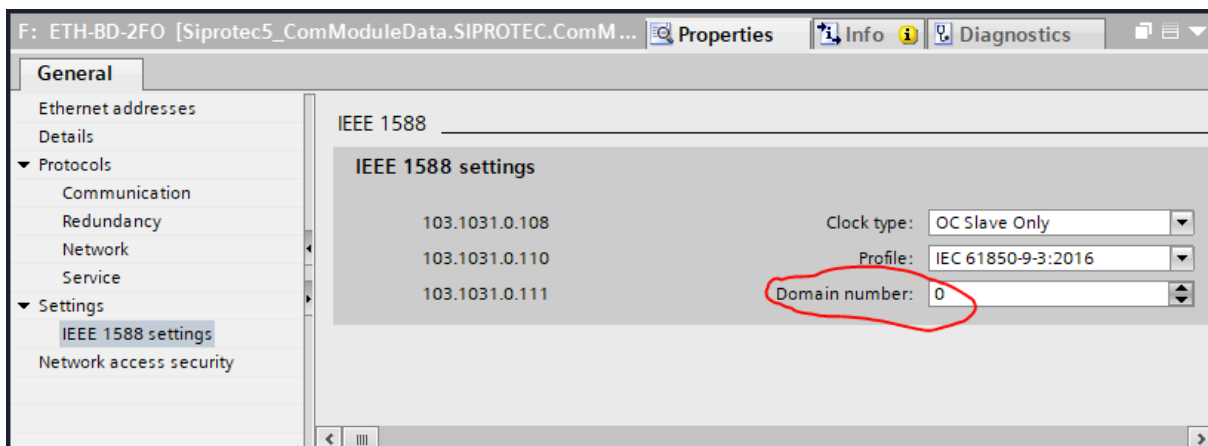 F: ETH-BD-2FO [Siprotec5_ComModuleData.SIPROTEC.ComM... Properties Info Diagnostics
General
Ethernet addresses
Details
Protocols
Communication
Redundancy
Network
Service
Settings
IEEE 1588 settings
Network access security
IEEE 1588
IEEE 1588 settings
103.1031.0.108 Clock type: OC Slave Only
103.1031.0.110 Profile: IEC 61850-9-3:2016
103.1031.0.111 Domain number: 0